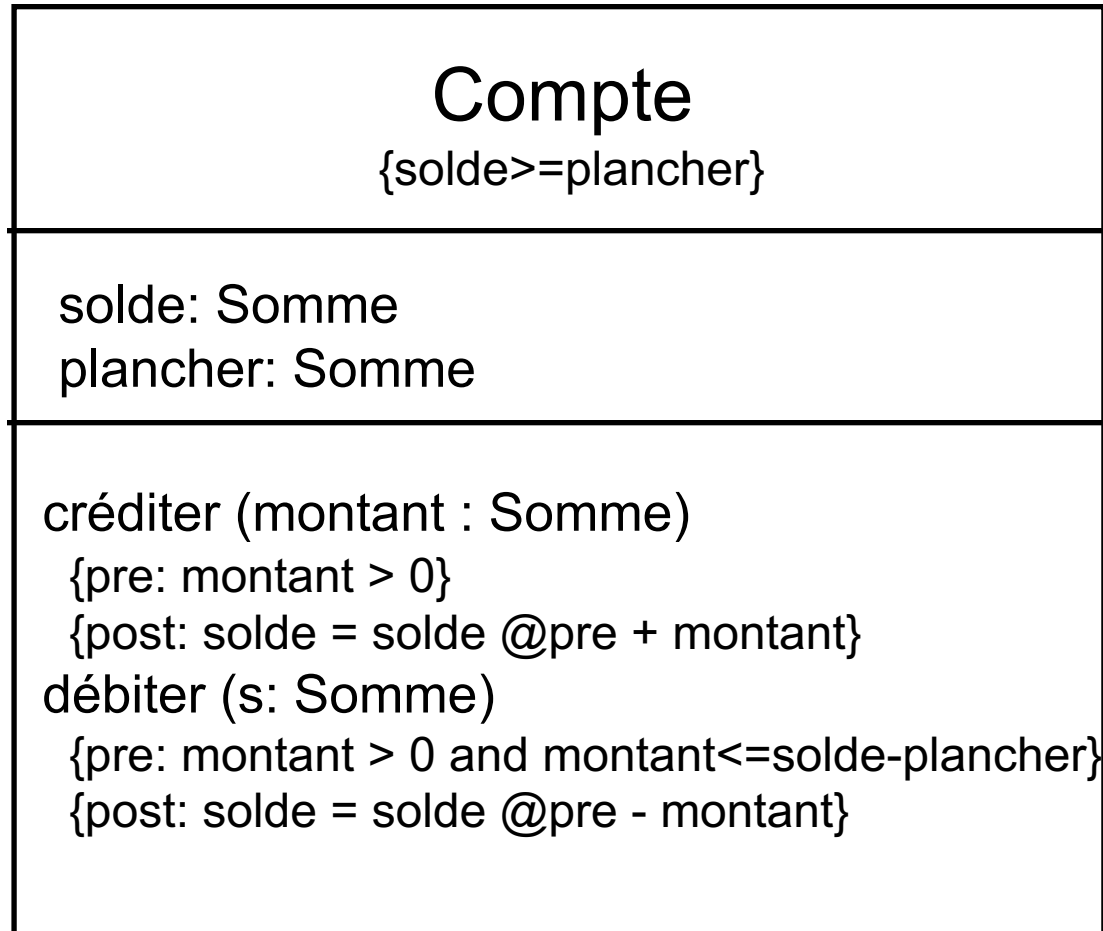 Compte
{solde>=plancher}
solde: Somme
plancher: Somme
créditer (montant : Somme)
{pre: montant > 0}
{post: solde = solde @pre + montant}
débiter (s: Somme)
{pre: montant > 0 and montant<=solde-plancher}
{post: solde = solde @pre - montant}